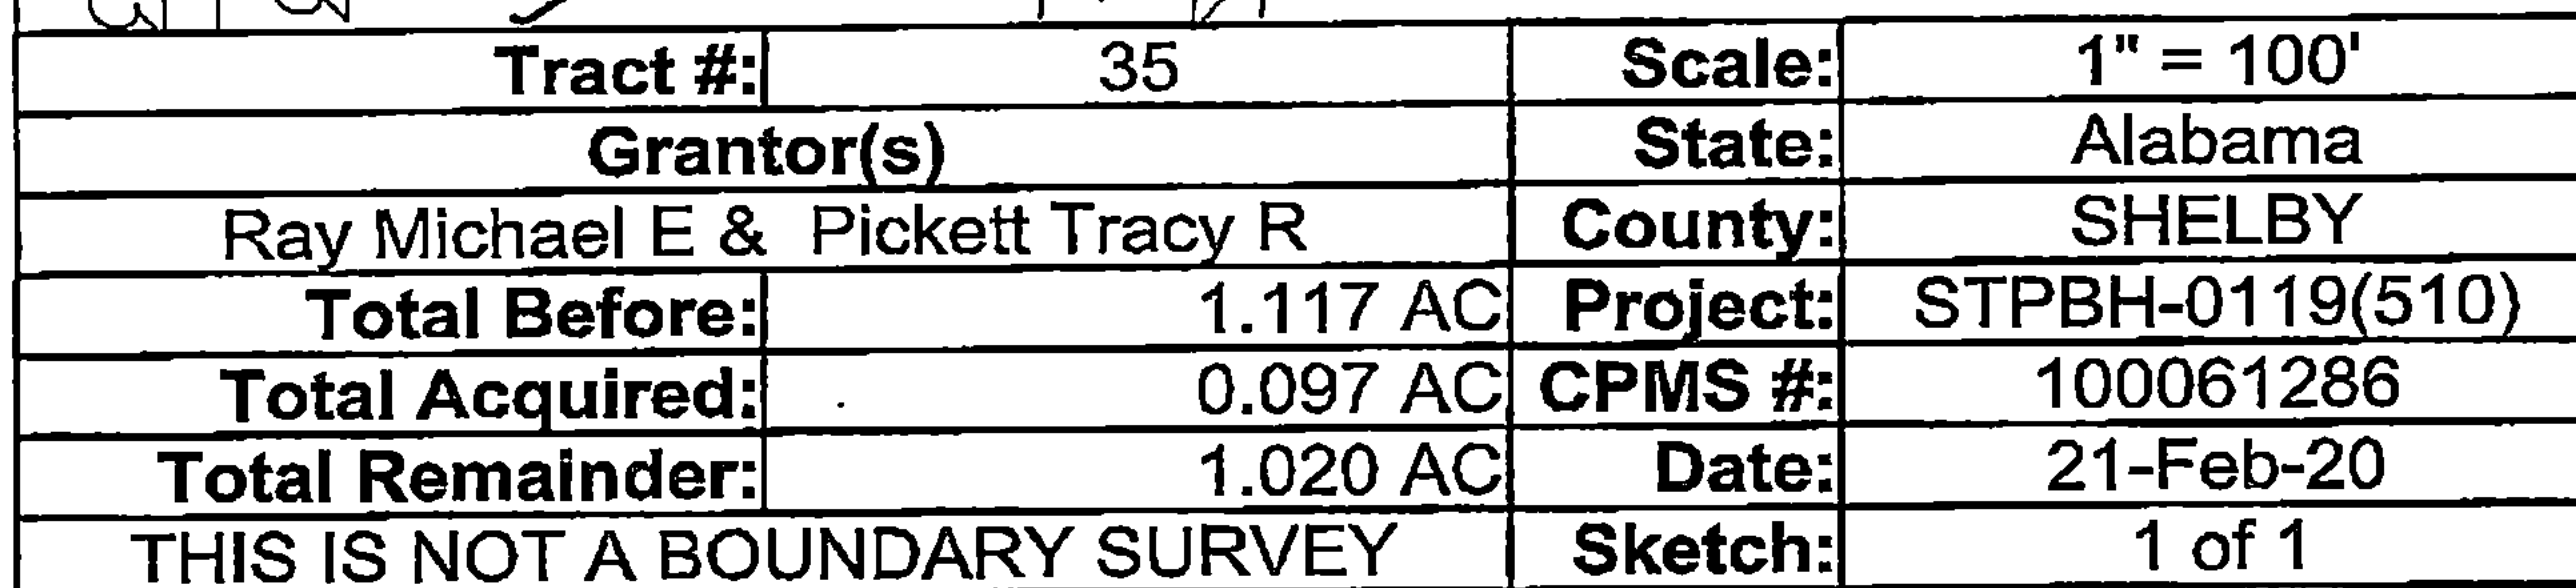 Tract #: 35 Scale: 1" = 100'
Grantor(s) State: Alabama
Ray Michael E & Pickett Tracy R County: SHELBY
Total Before: 1.117 AC Project: STPBH-0119(510)
Total Acquired: 0.097 AC CPMS #: 100061286
Total Remainder: 1.020 AC Date: 21-Feb-20
THIS IS NOT A BOUNDARY SURVEY Sketch: 1 of 1